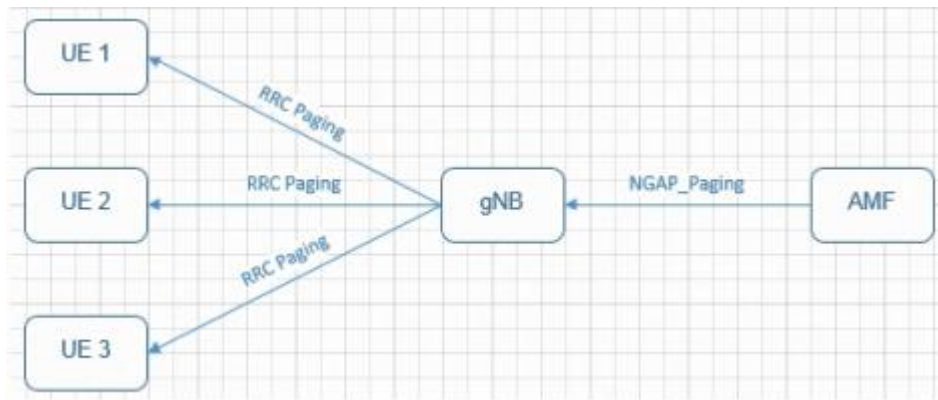 UE 1
RRC Paging
UE 2
RRC Paging
gNB
NGAP_Paging
AMF
RRC Paging
UE 3